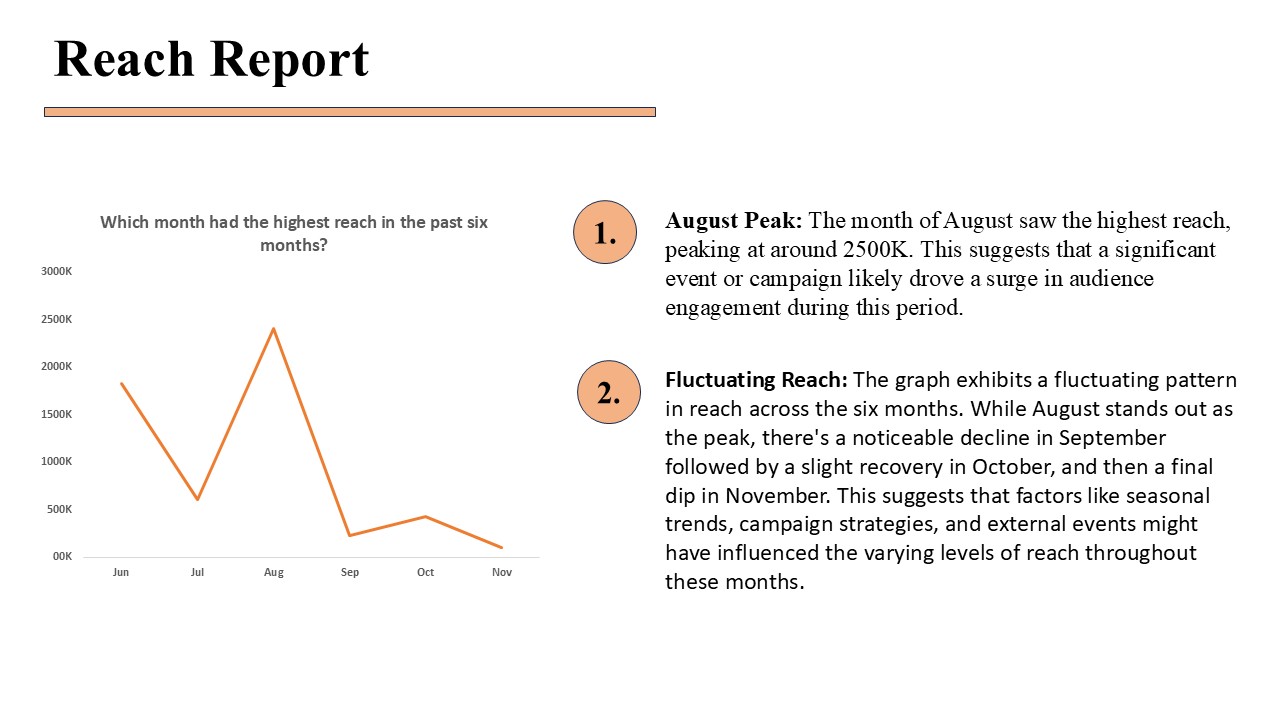 Reach Report
Which month had the highest reach in the past six
months?
3000K
2500K
2000K
1500K
1000K
500K
00K
Jun Jul Aug Sep Oct Nov
1.
August Peak: The month of August saw the highest reach,
peaking at around 2500K. This suggests that a significant
event or campaign likely drove a surge in audience
engagement during this period.
2.
Fluctuating Reach: The graph exhibits a fluctuating pattern
in reach across the six months. While August stands out as
the peak, there's a noticeable decline in September
followed by a slight recovery in October, and then a final
dip in November. This suggests that factors like seasonal
trends, campaign strategies, and external events might
have influenced the varying levels of reach throughout
these months.